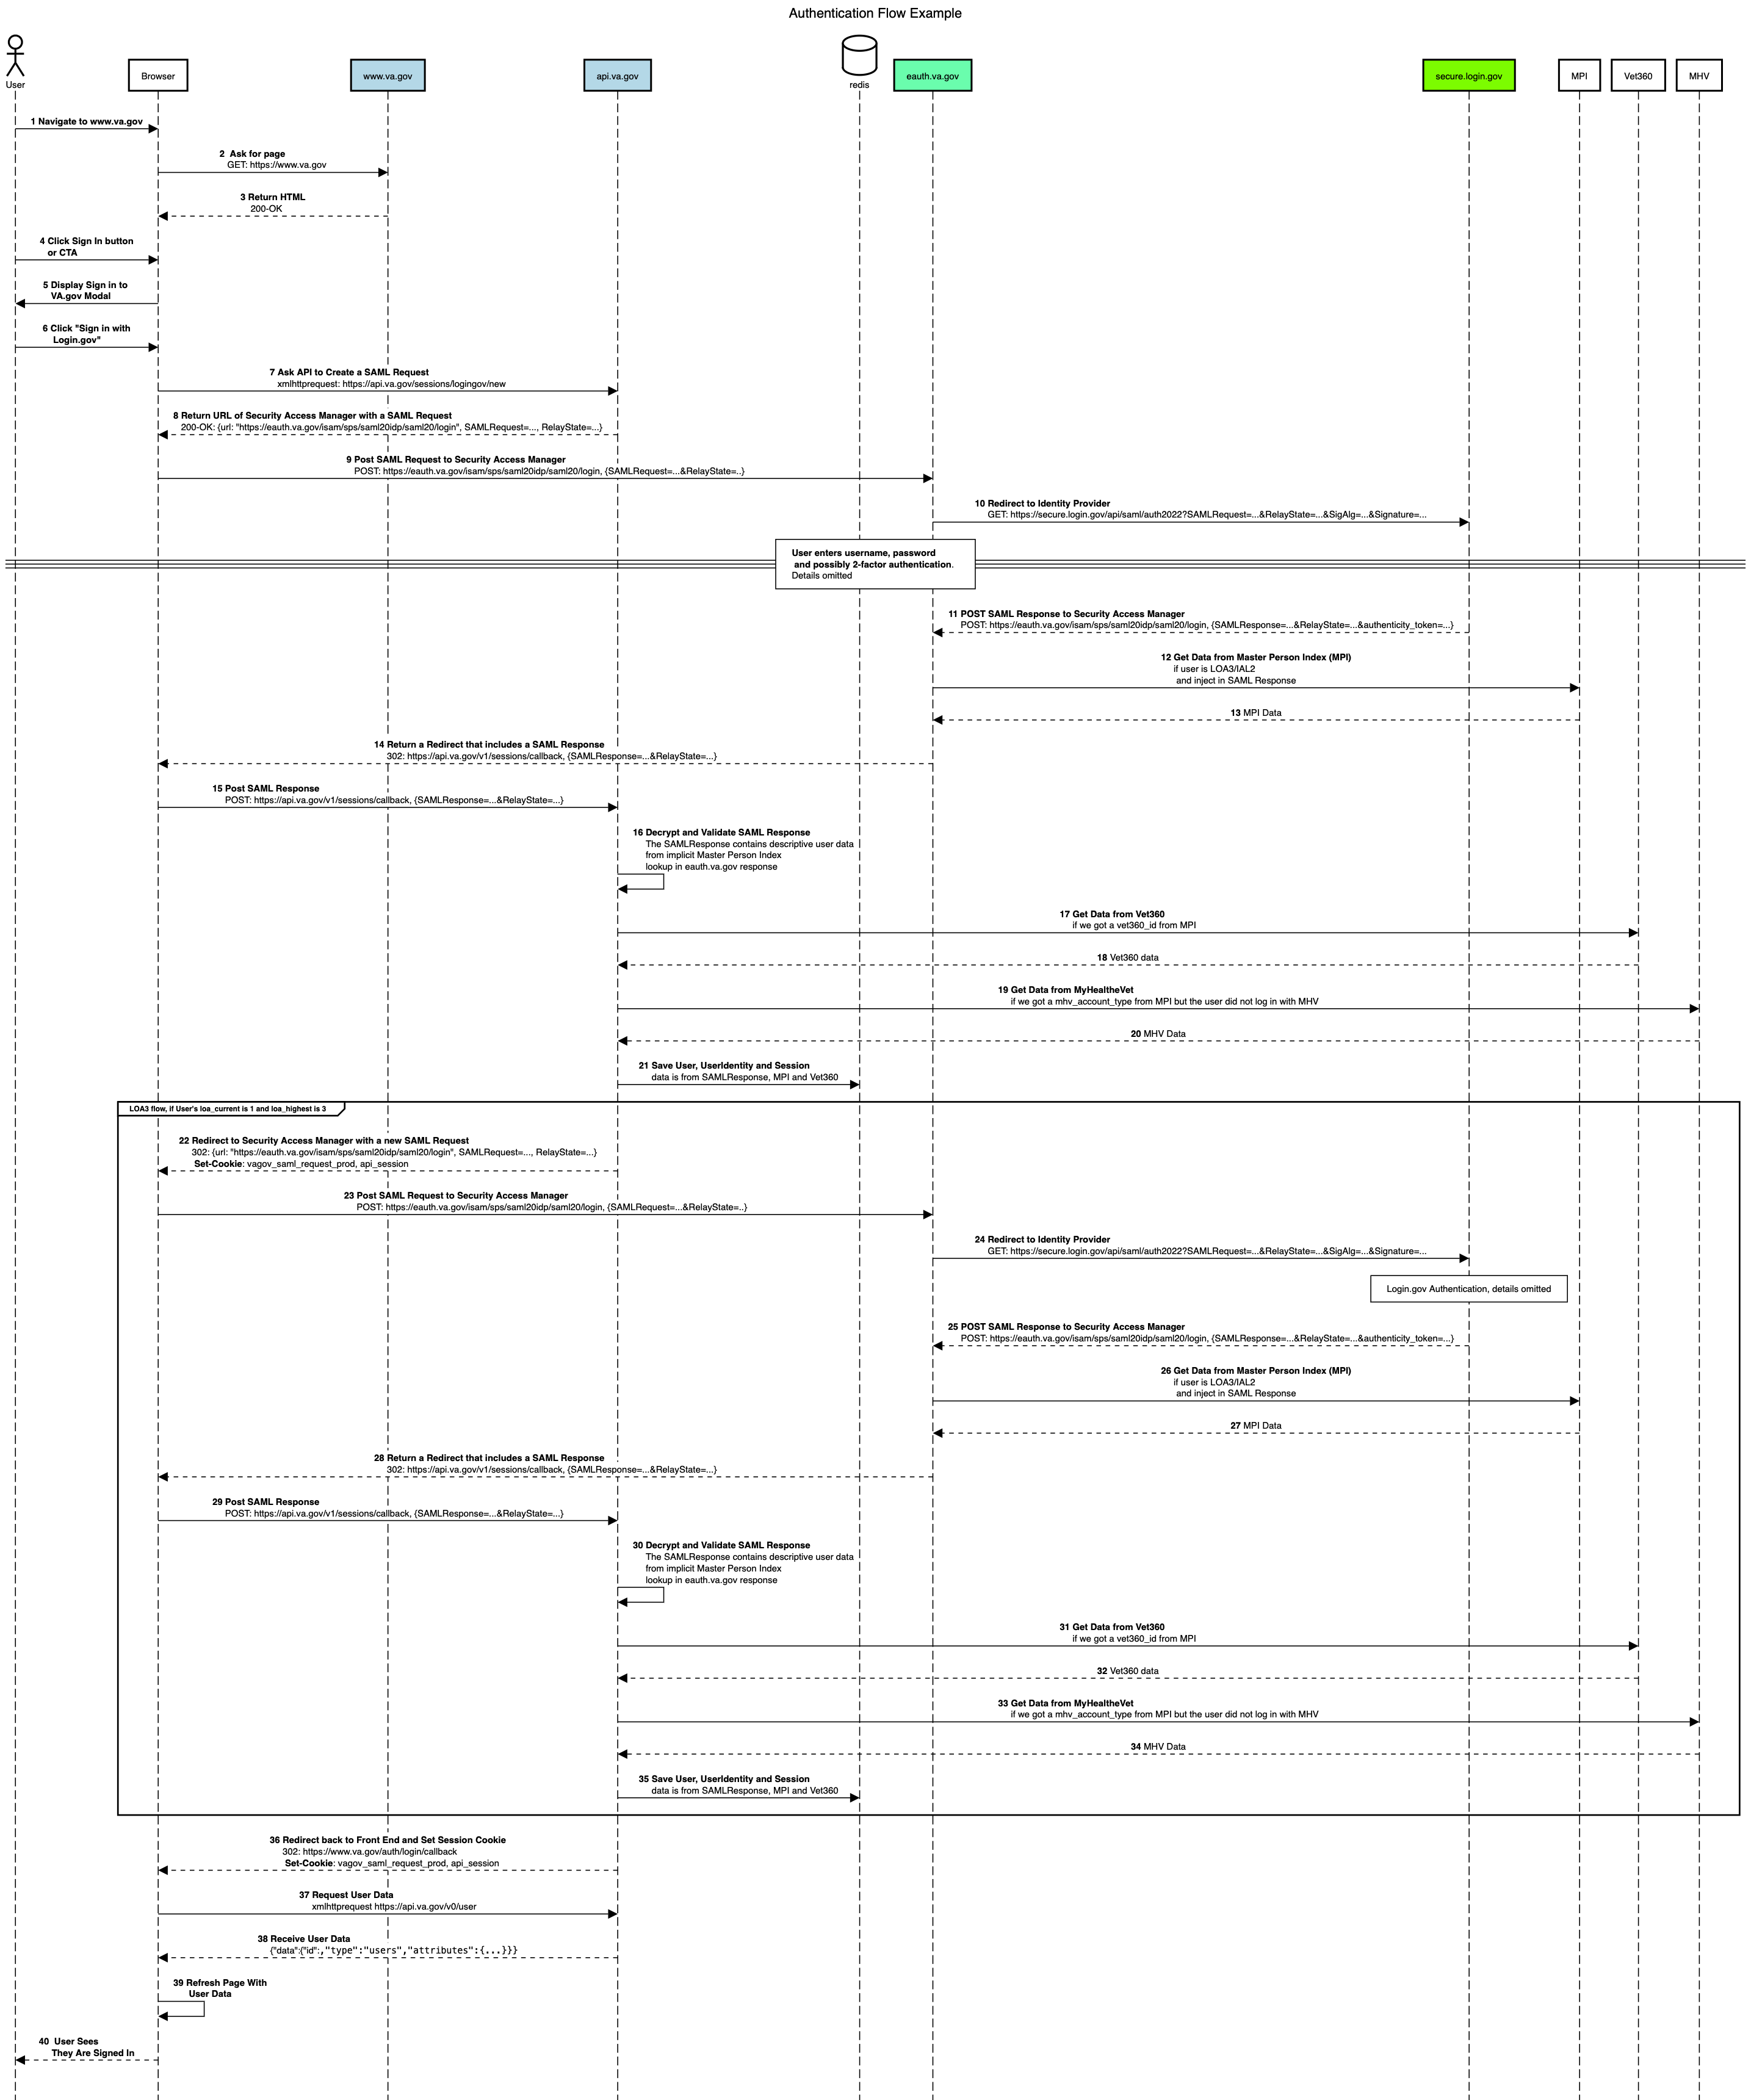 Authentication Flow Example
User
Browser
www.va.gov
api.va.gov
redis
eauth.va.gov
secure.login.gov
MPI
Vet360
MHV
1 Navigate to www.va.gov
2 Ask for page
GET: https://www.va.gov
3 Return HTML
200-OK
4 Click Sign In button
or CTA
5 Display Sign in to
VA.gov Modal
6 Click "Sign in with
Login.gov"
7 Ask API to Create a SAML Request
xmlhttprequest: https://api.va.gov/sessions/logingov/new
8 Return URL of Security Access Manager with a SAML Request
200-OK: {url: "https://eauth.va.gov/isam/sps/saml20idp/saml20/login", SAMLRequest=..., RelayState=...}
9 Post SAML Request to Security Access Manager
POST: https://eauth.va.gov/isam/sps/saml20idp/saml20/login, {SAMLRequest=...&RelayState=..}
10 Redirect to Identity Provider
GET: https://secure.login.gov/api/saml/auth2022?SAMLRequest=...&RelayState=...&SigAlg=...&Signature=...
User enters username, password
and possibly 2-factor authentication.
Details omitted
11 POST SAML Response to Security Access Manager
POST: https://eauth.va.gov/isam/sps/saml20idp/saml20/login, {SAMLResponse=...&RelayState=...&authenticity_token=...}
12 Get Data from Master Person Index (MPI)
if user is LOA3/IAL2
and inject in SAML Response
13 MPI Data
14 Return a Redirect that includes a SAML Response
302: https://api.va.gov/v1/sessions/callback, {SAMLResponse=...&RelayState=...}
15 Post SAML Response
POST: https://api.va.gov/v1/sessions/callback, {SAMLResponse=...&RelayState=...}
16 Decrypt and Validate SAML Response
The SAMLResponse contains descriptive user data
from implicit Master Person Index
lookup in eauth.va.gov response
17 Get Data from Vet360
if we got a vet360_id from MPI
18 Vet360 data
19 Get Data from MyHealtheVet
if we got a mhv_account_type from MPI but the user did not log in with MHV
20 MHV Data
21 Save User, UserIdentity and Session
data is from SAMLResponse, MPI and Vet360
LOA3 flow, if User's loa_current is 1 and loa_highest is 3
22 Redirect to Security Access Manager with a new SAML Request
302: {url: "https://eauth.va.gov/isam/sps/saml20idp/saml20/login", SAMLRequest=..., RelayState=...}
Set-Cookie: vagov_saml_request_prod, api_session
23 Post SAML Request to Security Access Manager
POST: https://eauth.va.gov/isam/sps/saml20idp/saml20/login, {SAMLRequest=...&RelayState=..}
24 Redirect to Identity Provider
GET: https://secure.login.gov/api/saml/auth2022?SAMLRequest=...&RelayState=...&SigAlg=...&Signature=...
Login.gov Authentication, details omitted
25 POST SAML Response to Security Access Manager
POST: https://eauth.va.gov/isam/sps/saml20idp/saml20/login, {SAMLResponse=...&RelayState=...&authenticity_token=...}
26 Get Data from Master Person Index (MPI)
if user is LOA3/IAL2
and inject in SAML Response
27 MPI Data
28 Return a Redirect that includes a SAML Response
302: https://api.va.gov/v1/sessions/callback, {SAMLResponse=...&RelayState=...}
29 Post SAML Response
POST: https://api.va.gov/v1/sessions/callback, {SAMLResponse=...&RelayState=...}
30 Decrypt and Validate SAML Response
The SAMLResponse contains descriptive user data
from implicit Master Person Index
lookup in eauth.va.gov response
31 Get Data from Vet360
if we got a vet360_id from MPI
32 Vet360 data
33 Get Data from MyHealtheVet
if we got a mhv_account_type from MPI but the user did not log in with MHV
34 MHV Data
35 Save User, UserIdentity and Session
data is from SAMLResponse, MPI and Vet360
36 Redirect back to Front End and Set Session Cookie
302: https://www.va.gov/auth/login/callback
Set-Cookie: vagov_saml_request_prod, api_session
37 Request User Data
xmlhttprequest https://api.va.gov/v0/user
38 Receive User Data
{"data":{"id":,"type":"users","attributes":{...}}}
39 Refresh Page With
User Data
40 User Sees
They Are Signed In